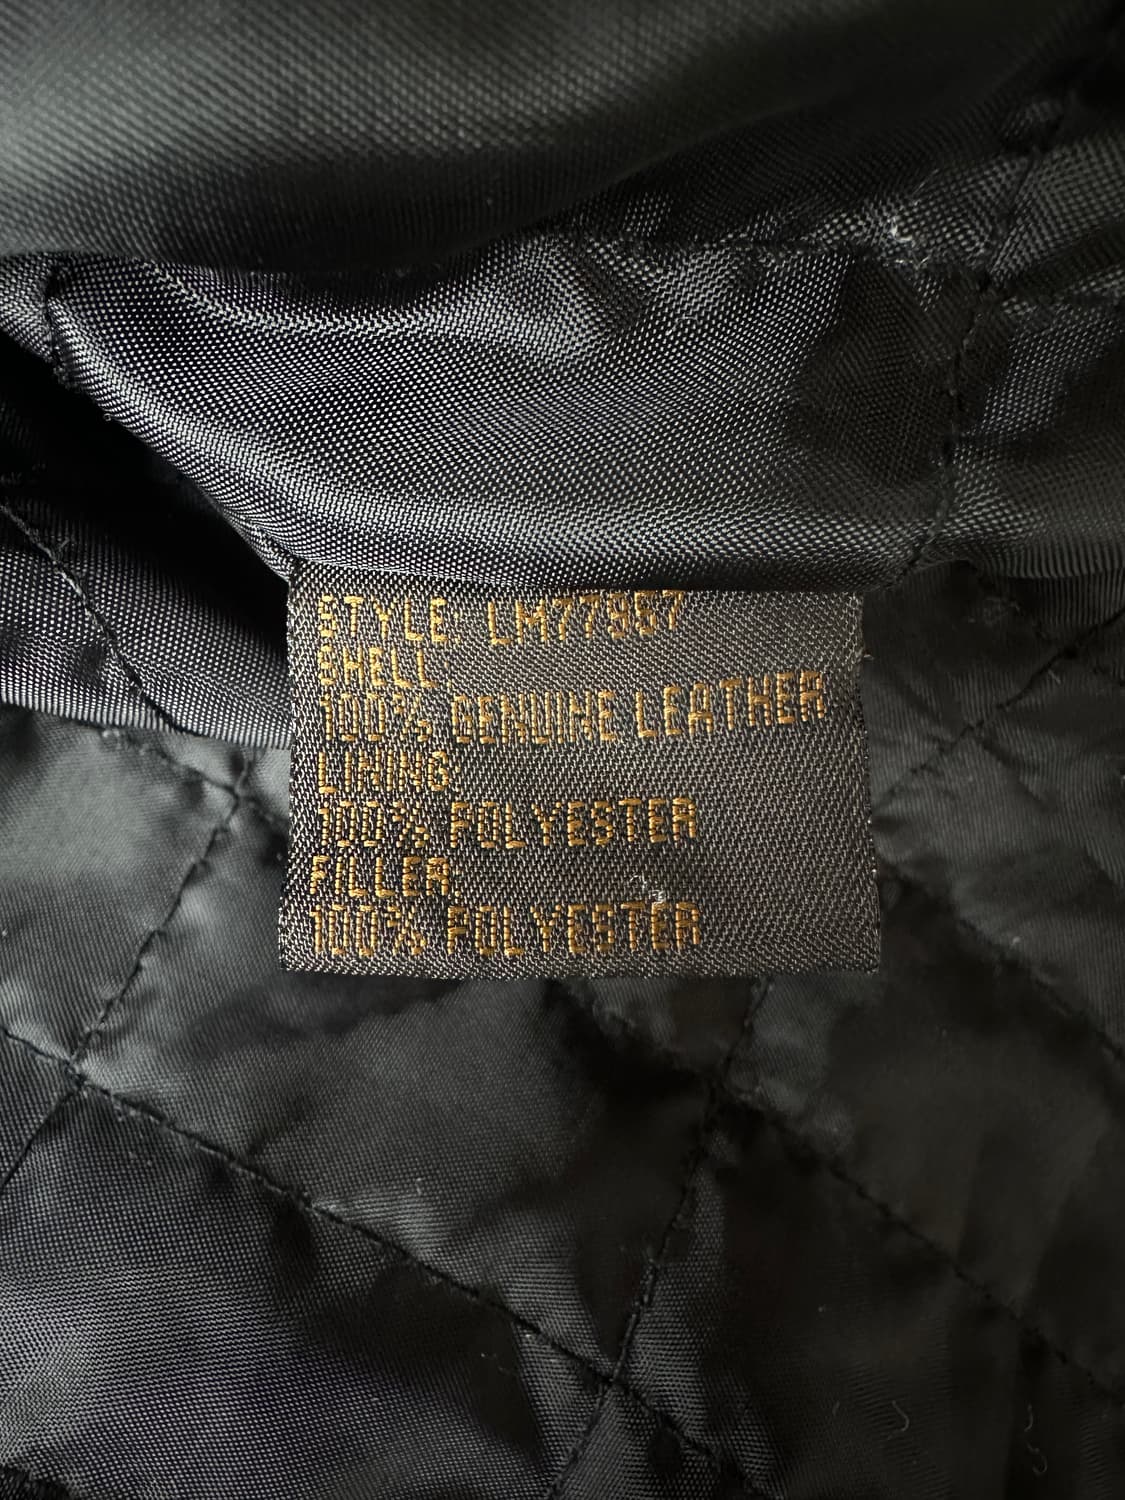 STYLE: LM77957
SHELL
100% GENUINE LEATHER
LINING
100% POLYESTER
FILLER
100% POLYESTER